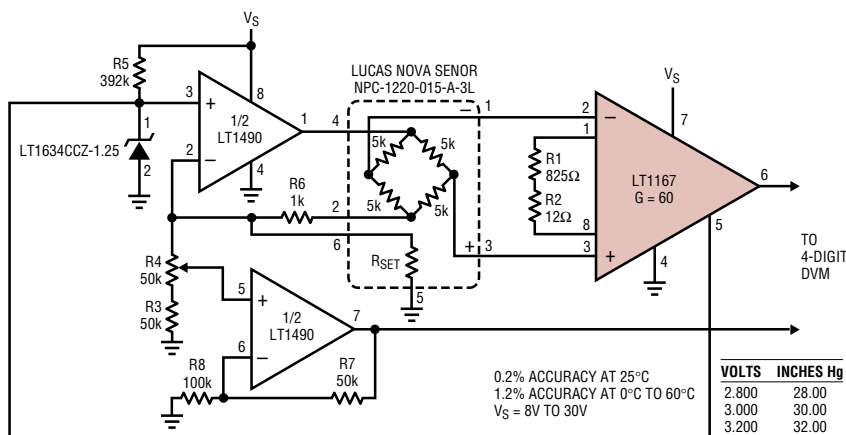 VS
R5
392k
LUCAS NOVA SENOR
NPC-1220-015-A-3L
VS
3
+
8
1/2
LT1490
1
4
–
1
2
–
7
1
LT1634CCZ-1.25
2
2
–
4
5k
5k
1
R1
825Ω
LT1167
G = 60
6
R6
1k
2
5k
5k
R2
12Ω
8
5
R4
50k
6
RSET
+
3
3
+
4
TO
4-DIGIT
DVM
5
+
5
R3
50k
1/2
LT1490
7
6
–
R8
100k
R7
50k
0.2% ACCURACY AT 25°C
1.2% ACCURACY AT 0°C TO 60°C
VS = 8V TO 30V
VOLTS INCHES Hg
2.800 28.00
3.000 30.00
3.200 32.00